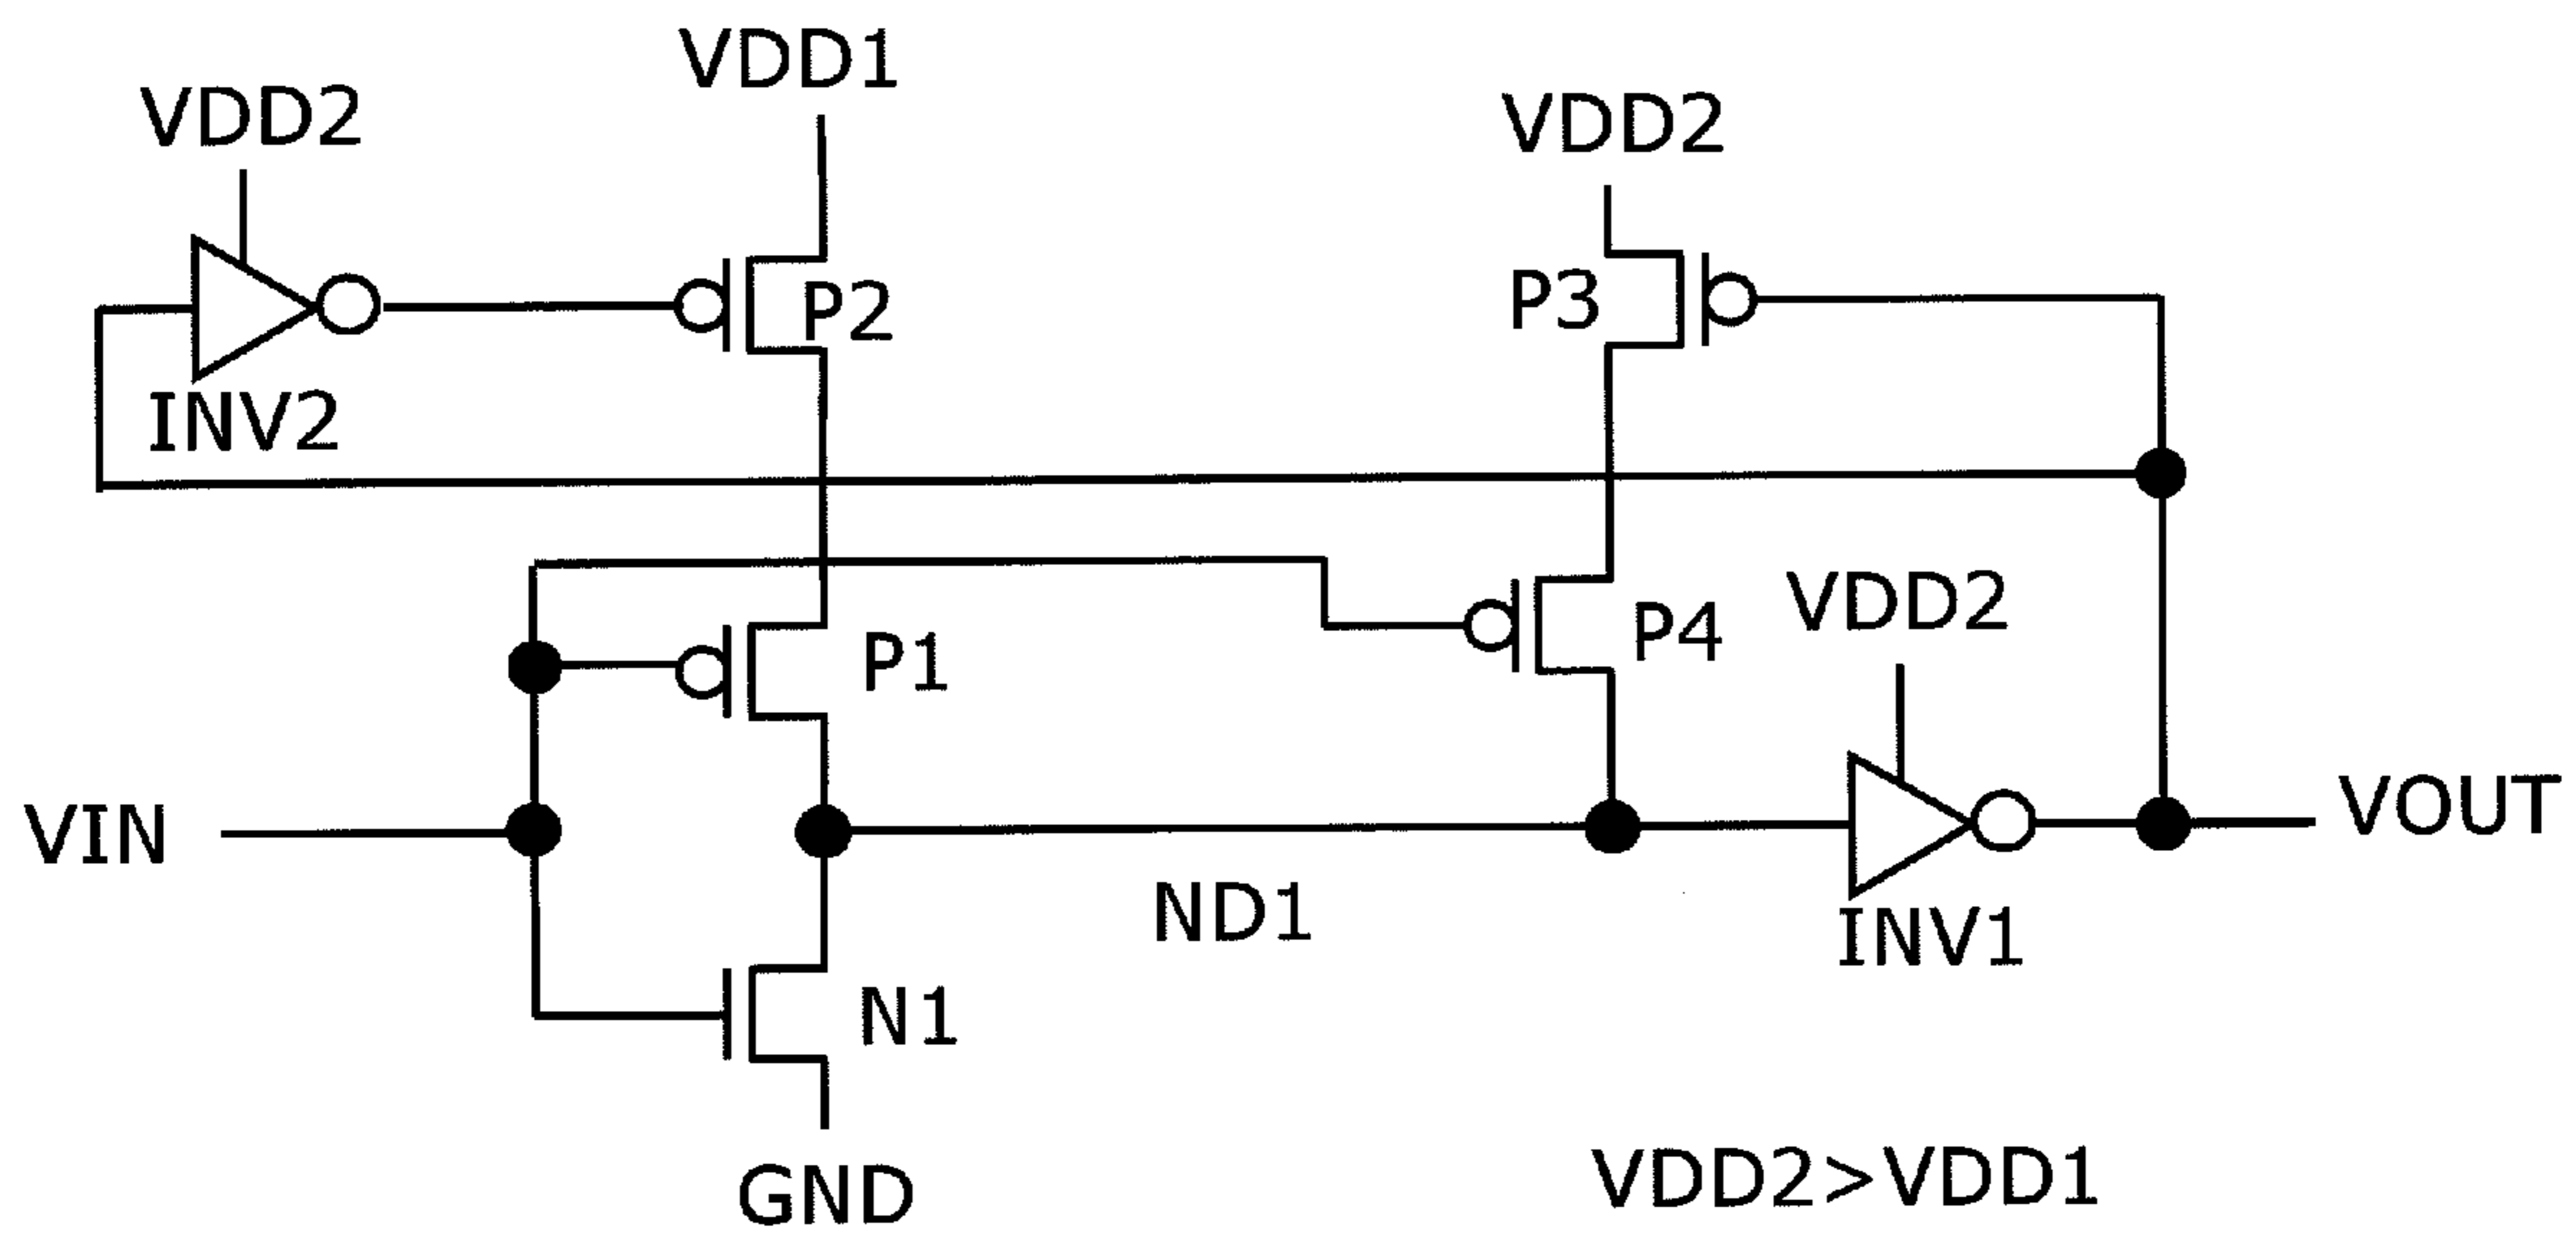 VDD1
VDD2
VDD2
P2
P3
INV2
VDD2
P4
P1
VIN
VOUT
ND1
INV1
N1
GND
VDD2>VDD1